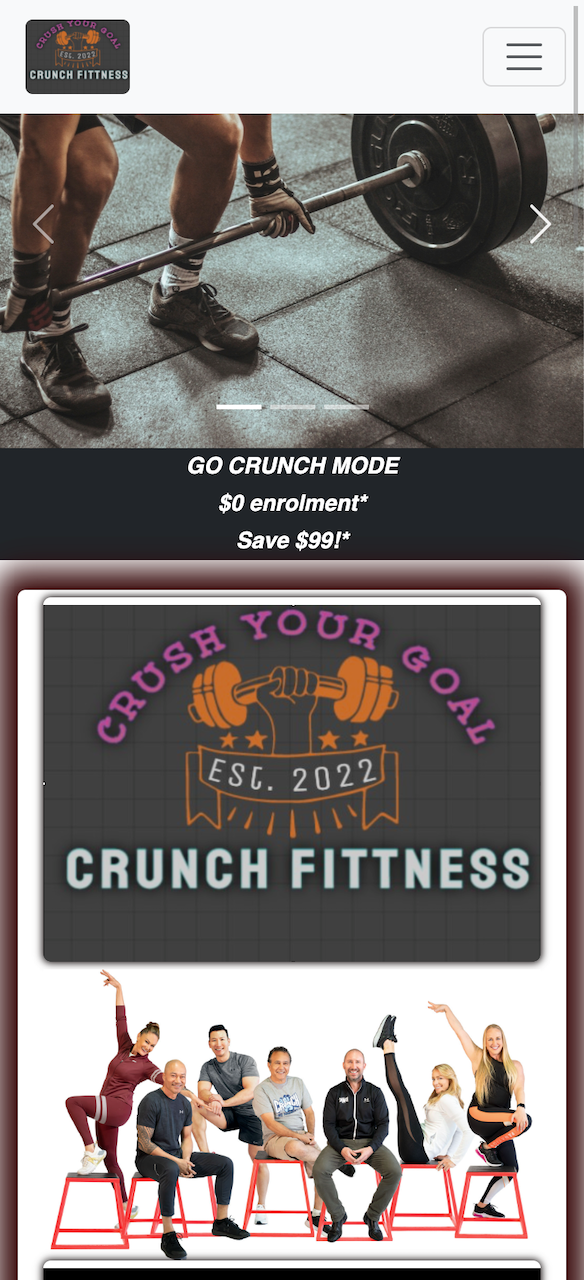 CRUSH YOUR GOAL
EST. 2022
CRUNCH FITTNESS
GO CRUNCH MODE
$0 enrolment*
Save $99!*
CRUSH YOUR GOAL
EST. 2022
CRUNCH FITTNESS